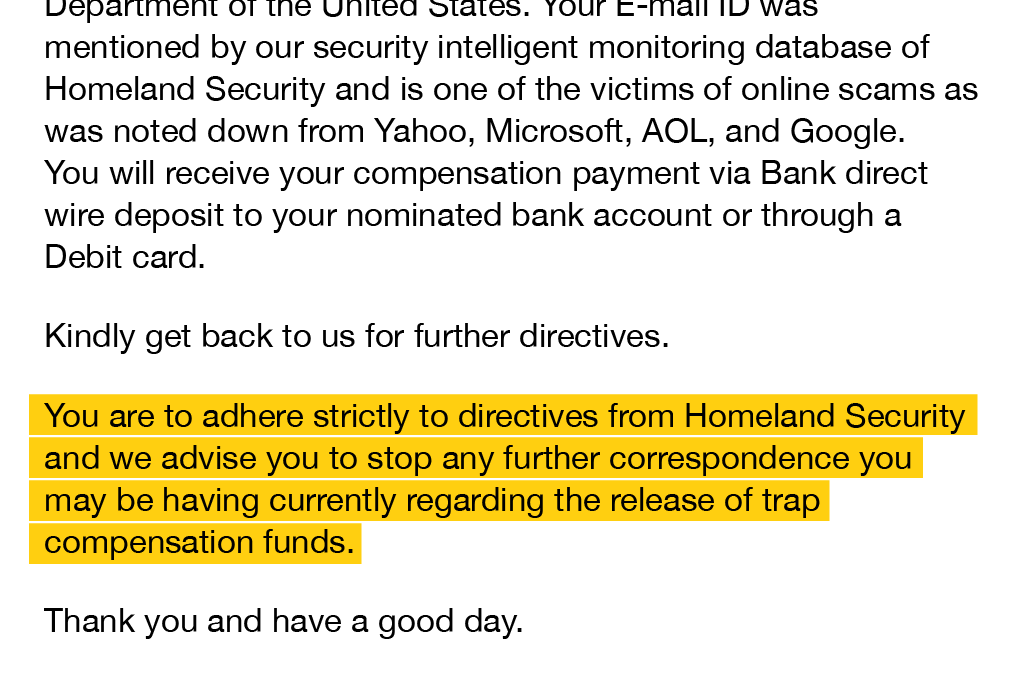 Department of the United States. Your E-mail ID was
mentioned by our security intelligent monitoring database of
Homeland Security and is one of the victims of online scams as
was noted down from Yahoo, Microsoft, AOL, and Google.
You will receive your compensation payment via Bank direct
wire deposit to your nominated bank account or through a
Debit card.
Kindly get back to us for further directives.
You are to adhere strictly to directives from Homeland Security
and we advise you to stop any further correspondence you
may be having currently regarding the release of trap
compensation funds.
Thank you and have a good day.